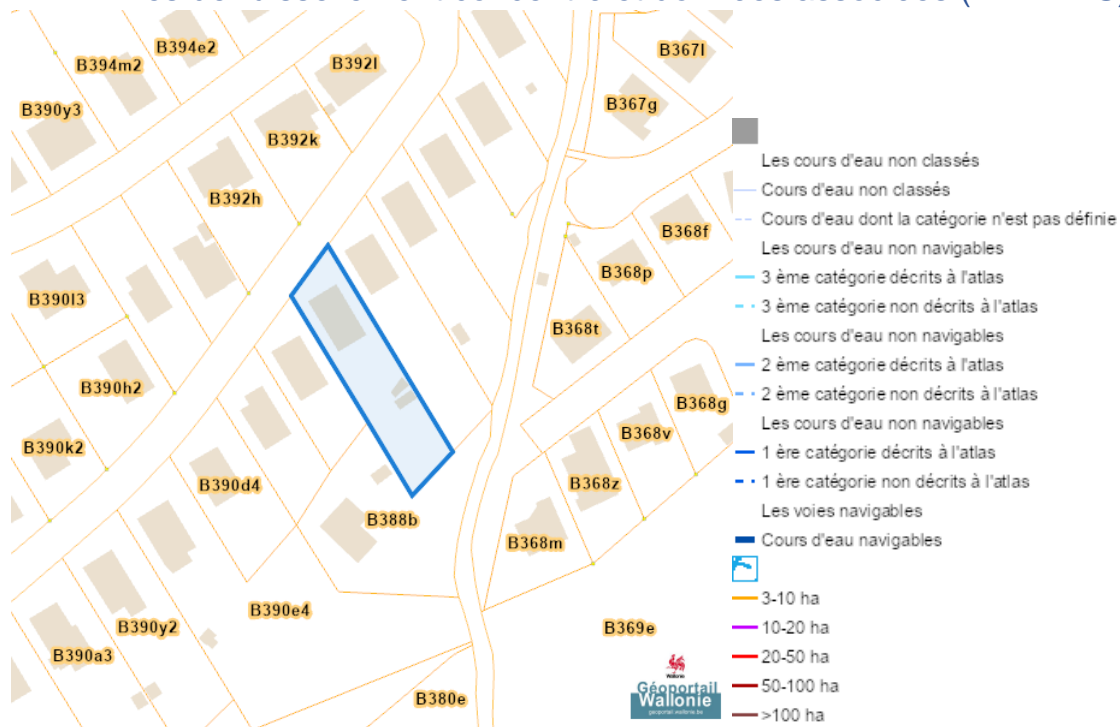 B394e2
B394m2
B392l
B367l
B390y3
B367g
B392k
B392h
B368f
B368p
B390l3
B368t
B390h2
B368g
B368v
B390k2
B390d4
B368z
B388b
B368m
B390e4
B390y2
B369e
B390a3
B380e
Wallonie
Géoportail
Wallonie
geoportail.wallonie.be
Les cours d'eau non classés
Cours d'eau non classés
Cours d'eau dont la catégorie n'est pas définie
Les cours d'eau non navigables
3 ème catégorie décrits à l'atlas
3 ème catégorie non décrits à l'atlas
Les cours d'eau non navigables
2 ème catégorie décrits à l'atlas
2 ème catégorie non décrits à l'atlas
Les cours d'eau non navigables
1 ère catégorie décrits à l'atlas
1 ère catégorie non décrits à l'atlas
Les voies navigables
Cours d'eau navigables
3-10 ha
10-20 ha
20-50 ha
50-100 ha
>100 ha